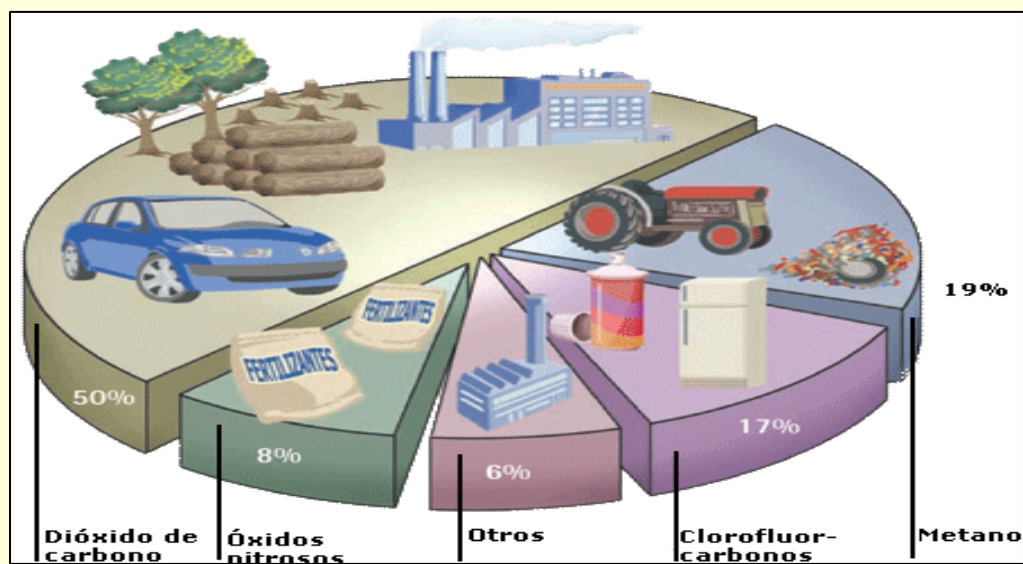 FERTILIZANTES
FERTILIZANTES
19%
50%
8%
6%
17%
Dióxido de
carbono
Óxidos
nitrosos
Otros
Clorofluor-
carbonos
Metano